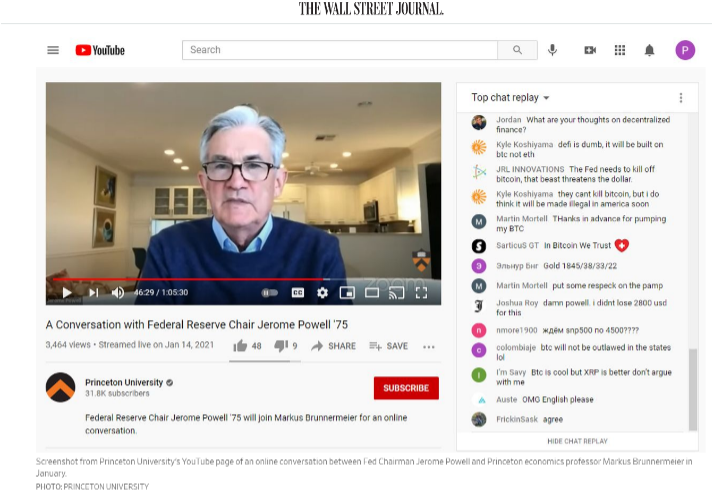 THE WALL STREET JOURNAL.
YouTube
Search
P
zoom
46:29 / 1:05:30
CC
A Conversation with Federal Reserve Chair Jerome Powell '75
3,464 views • Streamed live on Jan 14, 2021
48
9
SHARE
SAVE
Princeton University
31.8K subscribers
SUBSCRIBE
Federal Reserve Chair Jerome Powell '75 will join Markus Brunnermeier for an online
conversation.
Top chat replay
Jordan What are your thoughts on decentralized
finance?
Kyle Koshiyama defi is dumb, it will be built on
btc not eth
JRL INNOVATIONS The Fed needs to kill off
bitcoin, that beast threatens the dollar.
Kyle Koshiyama they cant kill bitcoin, but i do
think it will be made illegal in america soon
M Martin Mortell THanks in advance for pumping
my BTC
S SarticuS GT In Bitcoin We Trust ❤
Э Эльнур бнг Gold 1845/38/33/22
M Martin Mortell put some respeck on the pamp
Joshua Roy damn powell. i didnt lose 2800 usd
for this
n nmore1900 ждём snp500 по 4500????
c colombiaje btc will not be outlawed in the states
lol
I I'm Savy Btc is cool but XRP is better don't argue
with me
Auste OMG English please
FrickinSask agree
HIDE CHAT REPLAY
Screenshot from Princeton University's YouTube page of an online conversation between Fed Chairman Jerome Powell and Princeton economics professor Markus Brunnermeier in
January.
PHOTO: PRINCETON UNIVERSITY